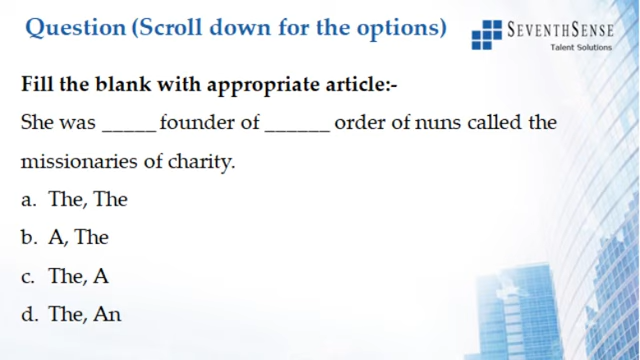 Question (Scroll down for the options)
SEVENTHSENSE
Talent Solutions
Fill the blank with appropriate article:-
She was _____ founder of ______ order of nuns called the
missionaries of charity.
a. The, The
b. A, The
c. The, A
d. The, An